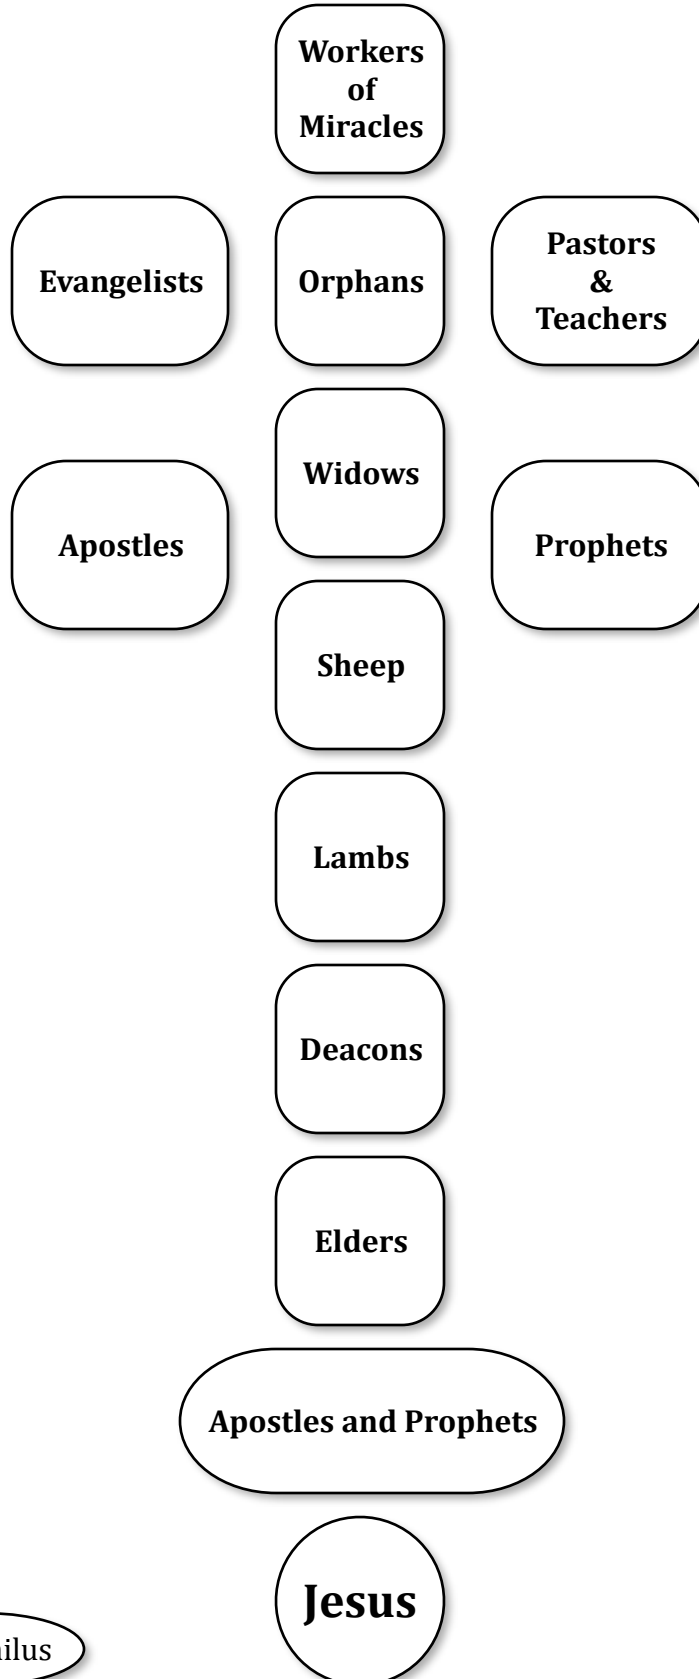 Workers
of
Miracles
Evangelists
Orphans
Pastors
&
Teachers
Widows
Apostles
Prophets
Sheep
Lambs
Deacons
Elders
Apostles and Prophets
Jesus